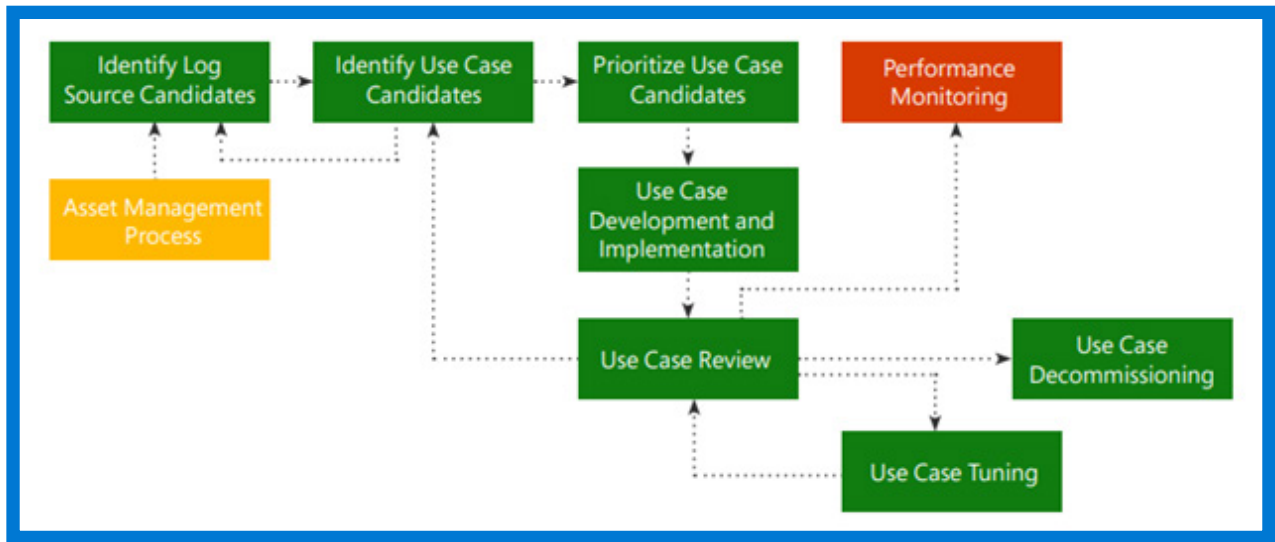 Identify Log
Source Candidates
Identify Use Case
Candidates
Prioritize Use Case
Candidates
Performance
Monitoring
Asset Management
Process
Use Case
Development and
Implementation
Use Case Review
Use Case
Decommissioning
Use Case Tuning